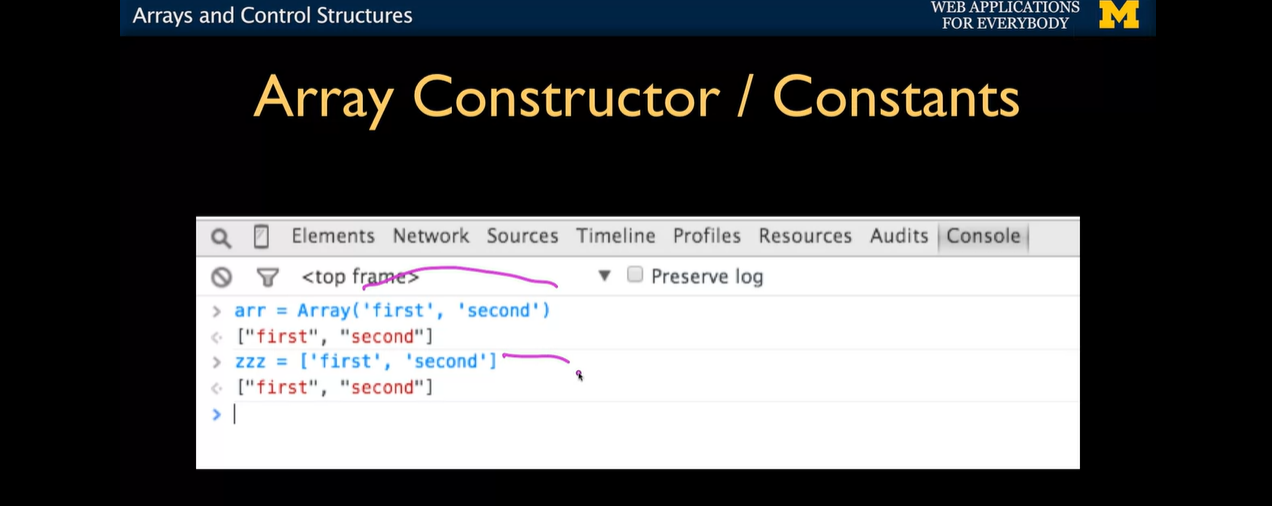 Arrays and Control Structures
WEB APPLICATIONS
FOR EVERYBODY
M
Array Constructor / Constants
Elements Network Sources Timeline Profiles Resources Audits Console
<top frame> ▼ Preserve log
> arr = Array('first', 'second')
["first", "second"]
> zzz = ['first', 'second']
["first", "second"]
>